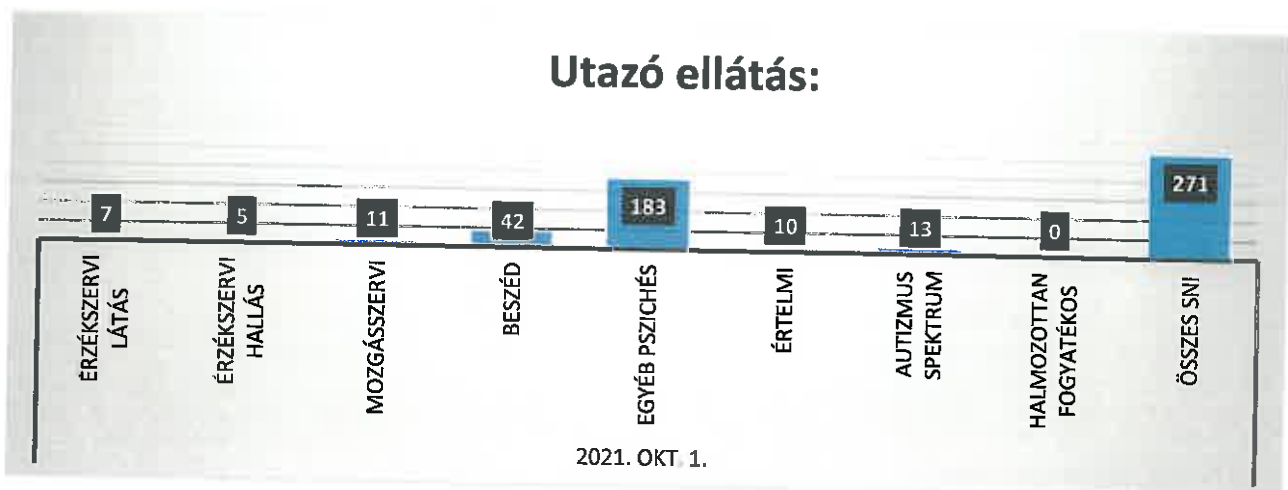 Utazó ellátás:
7
5
11
42
183
10
13
0
271
ÉRZÉKSZERVI
LÁTÁS
ÉRZÉKSZERVI
HALLÁS
MOZGÁSSZERVI
BESZÉD
EGYÉB PSZICHÉS
ÉRTELMI
AUTIZMUS
SPEKTRUM
HALMOZOTTAN
FOGYATÉKOS
ÖSSZES SNI
2021. OKT. 1.